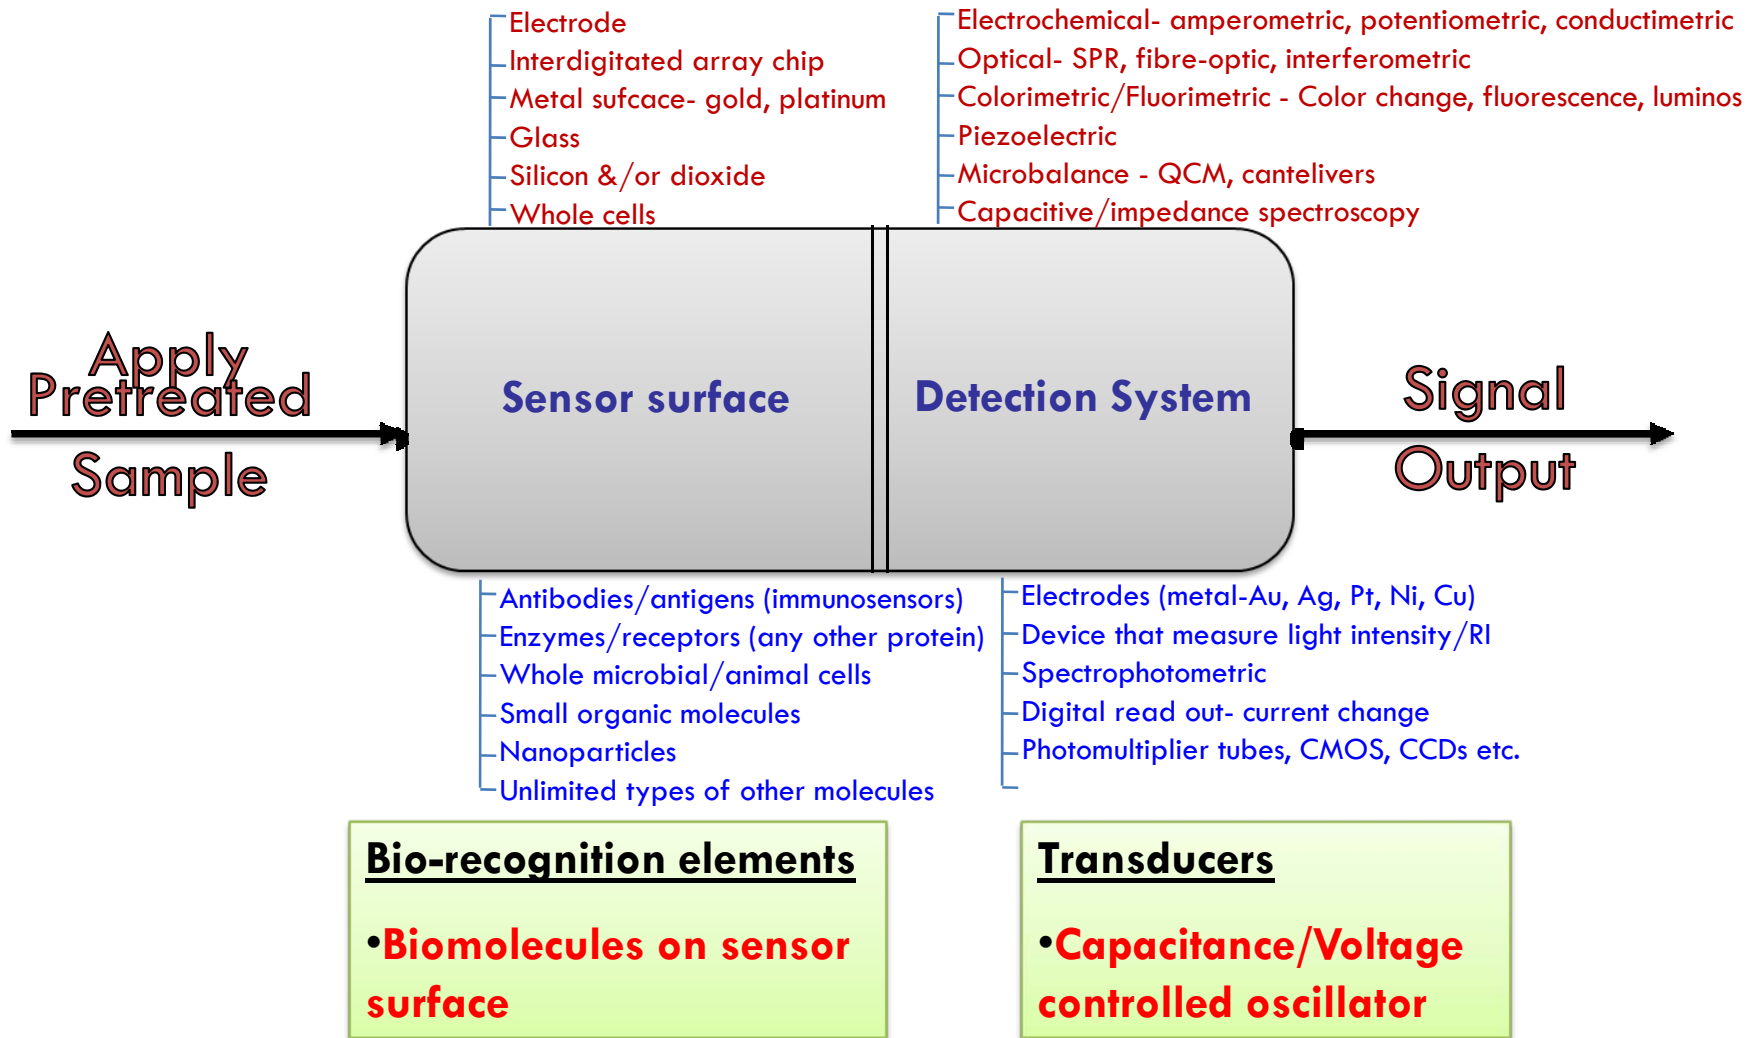 Electrode
Interdigitated array chip
Metal sufcace- gold, platinum
Glass
Silicon &/or dioxide
Whole cells
Electrochemical- amperometric, potentiometric, conductimetric
Optical- SPR, fibre-optic, interferometric
Colorimetric/Fluorimetric - Color change, fluorescence, luminos
Piezoelectric
Microbalance - QCM, cantelivers
Capacitive/impedance spectroscopy
Apply
Pretreated
Sample
Sensor surface
Detection System
Signal
Output
Antibodies/antigens (immunosensors)
Enzymes/receptors (any other protein)
Whole microbial/animal cells
Small organic molecules
Nanoparticles
Unlimited types of other molecules
Electrodes (metal-Au, Ag, Pt, Ni, Cu)
Device that measure light intensity/RI
Spectrophotometric
Digital read out- current change
Photomultiplier tubes, CMOS, CCDs etc.
Bio-recognition elements
•Biomolecules on sensor
surface
Transducers
•Capacitance/Voltage
controlled oscillator